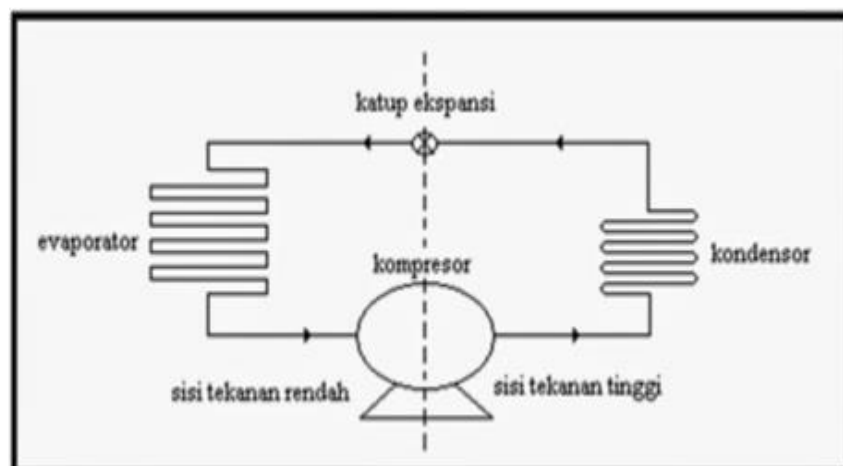 katup ekspansi
evaporator
kondensor
kompresor
sisi tekanan rendah
sisi tekanan tinggi